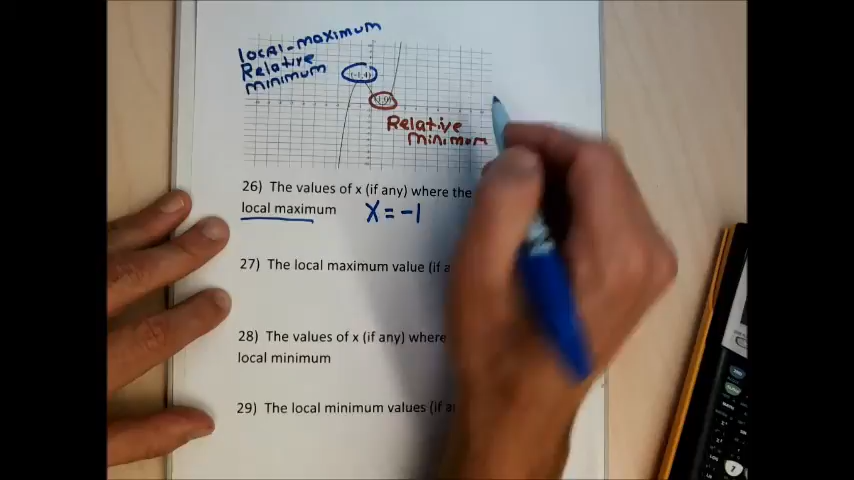 local-maximum
Relative
minimum
(-1, 4)
(1, 0)
Relative
minimum
26) The values of x (if any) where the
local maximum X = -1
27) The local maximum value (if a
28) The values of x (if any) where
local minimum
29) The local minimum values (if a